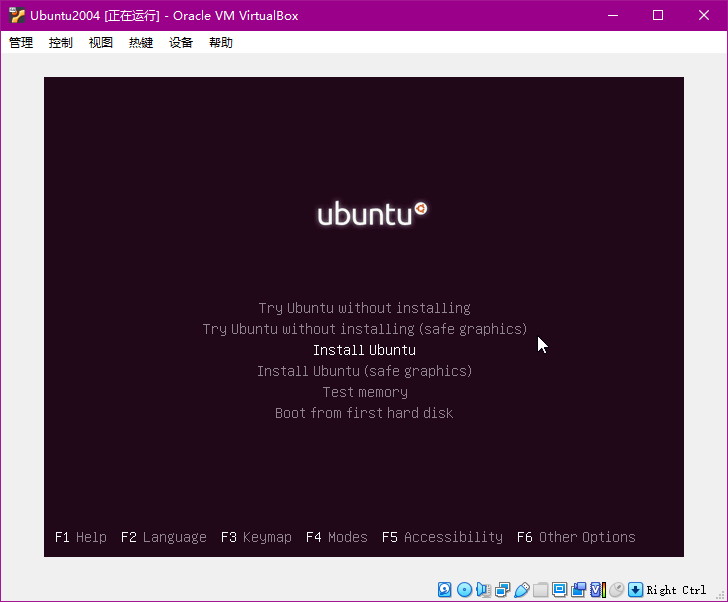 Ubuntu2004 [正在运行] - Oracle VM VirtualBox
管理 控制 视图 热键 设备 帮助
ubuntu
Try Ubuntu without installing
Try Ubuntu without installing (safe graphics)
Install Ubuntu
Install Ubuntu (safe graphics)
Test memory
Boot from first hard disk
F1 Help F2 Language F3 Keymap F4 Modes F5 Accessibility F6 Other Options
Right Ctrl